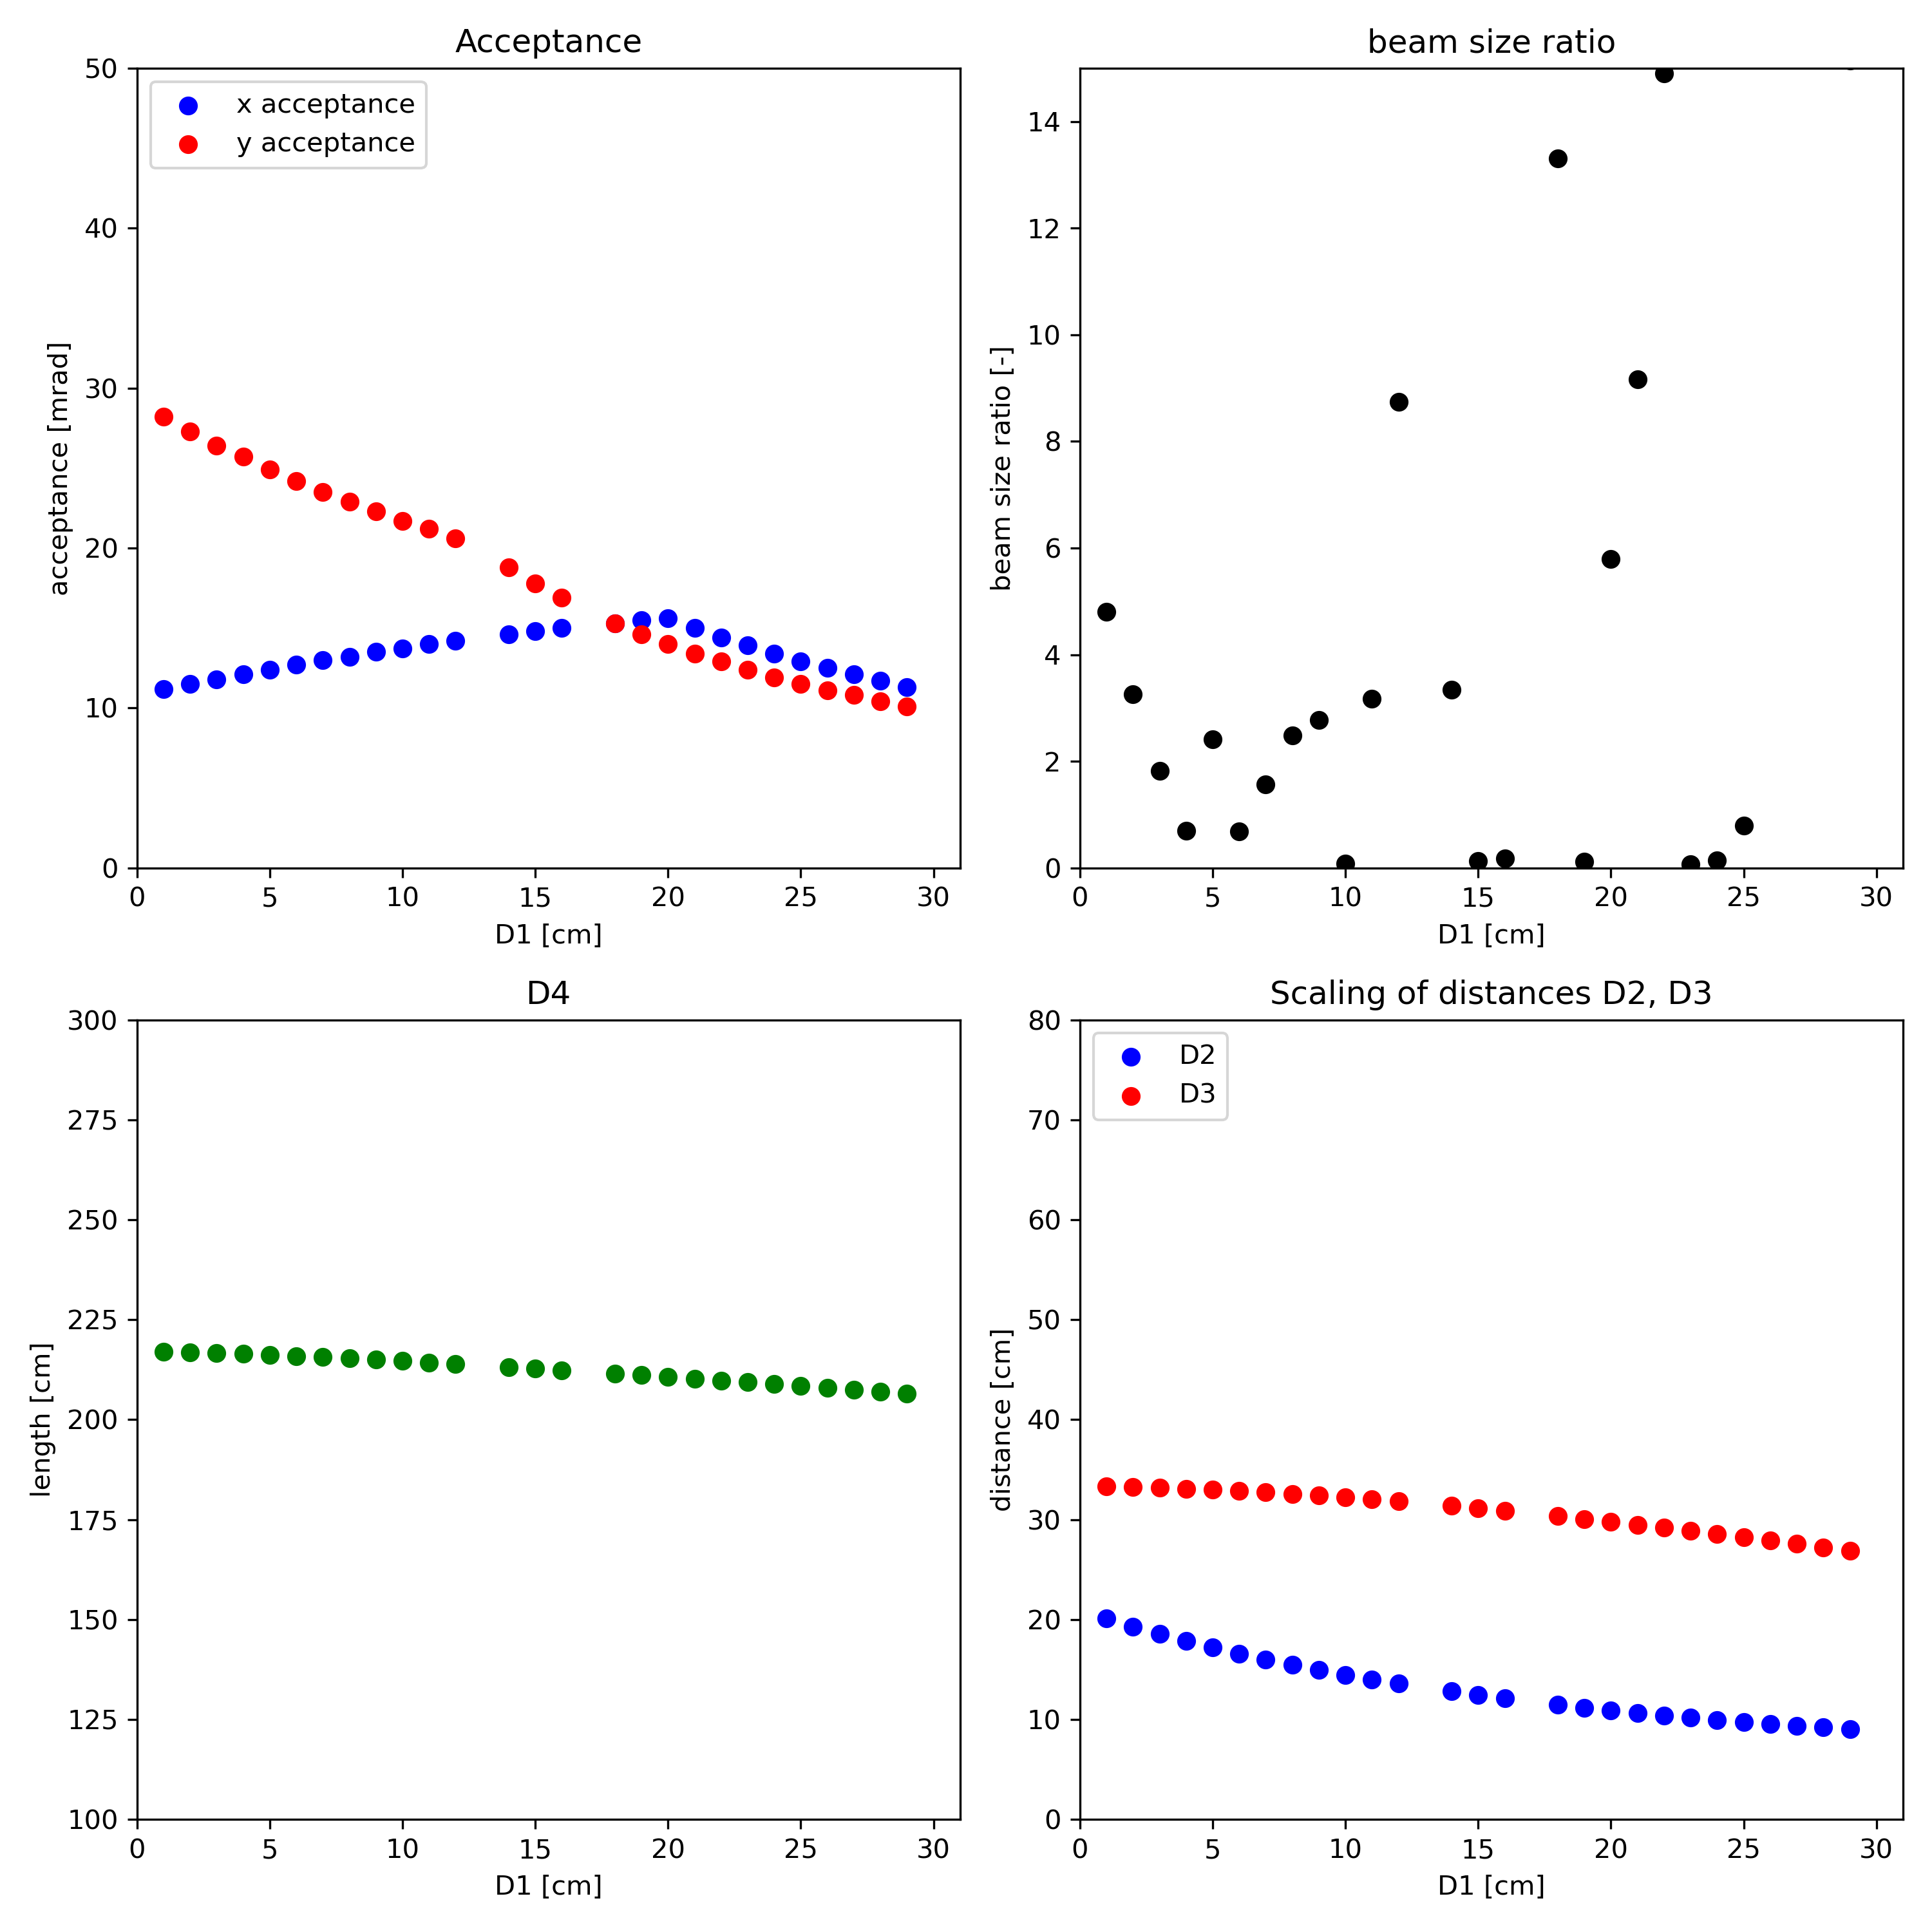 Acceptance
50
40
30
20
10
0
acceptance [mrad]
x acceptance
y acceptance
0 5 10 15 20 25 30
D1 [cm]
beam size ratio
14
12
10
8
6
4
2
0
beam size ratio [-]
0 5 10 15 20 25 30
D1 [cm]
D4
300
275
250
225
200
175
150
125
100
length [cm]
0 5 10 15 20 25 30
D1 [cm]
Scaling of distances D2, D3
80
70
60
50
40
30
20
10
0
distance [cm]
D2
D3
0 5 10 15 20 25 30
D1 [cm]